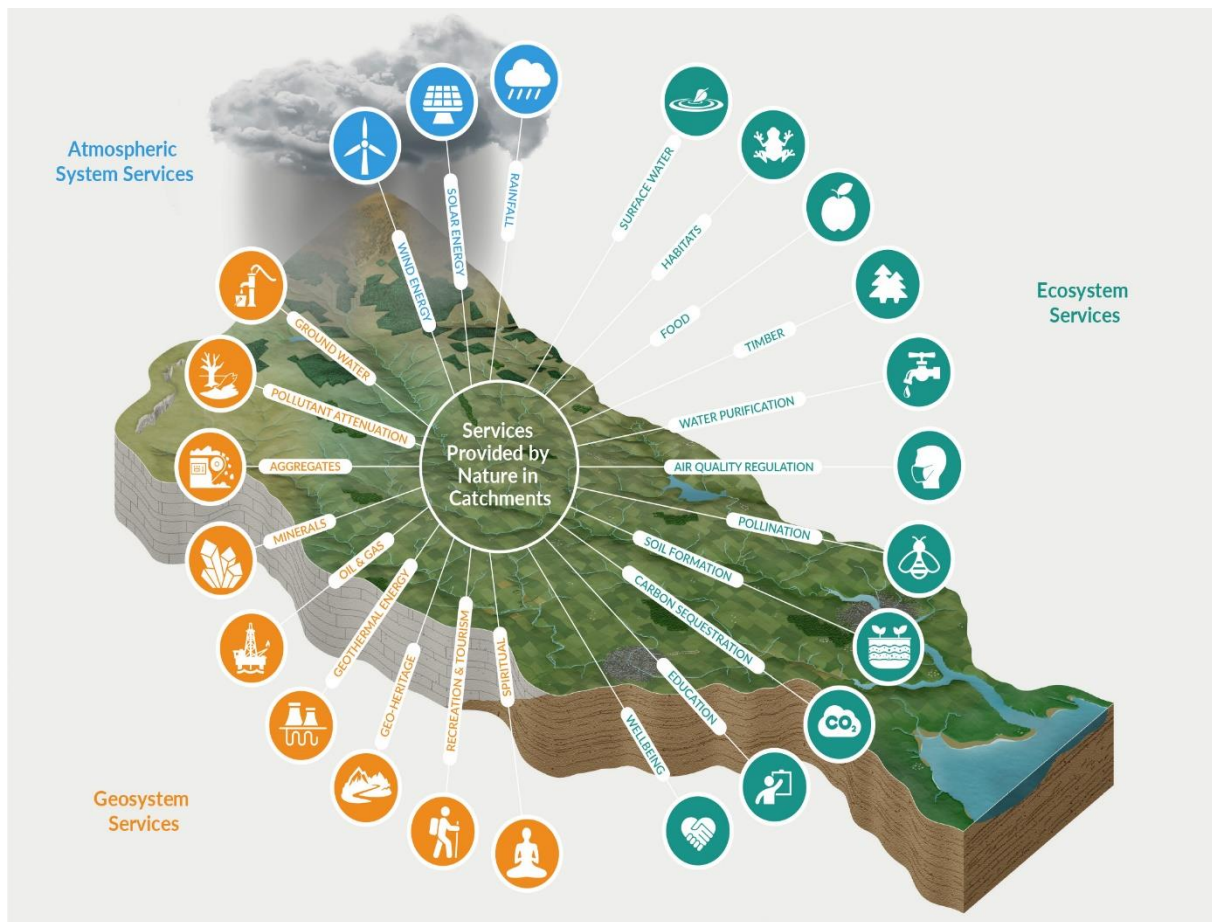 Atmospheric
System Services
WIND ENERGY
SOLAR ENERGY
RAINFALL
SURFACE WATER
HABITATS
FOOD
TIMBER
WATER PURIFICATION
AIR QUALITY REGULATION
POLLINATION
SOIL FORMATION
CARBON SEQUESTRATION
CO₂
EDUCATION
WELLBEING
Ecosystem
Services
Services
Provided by
Nature in
Catchments
GROUND WATER
POLLUTANT ATTENUATION
AGGREGATES
MINERALS
OIL & GAS
GEOTHERMAL ENERGY
GEO-HERITAGE
RECREATION & TOURISM
SPIRITUAL
Geosystem
Services